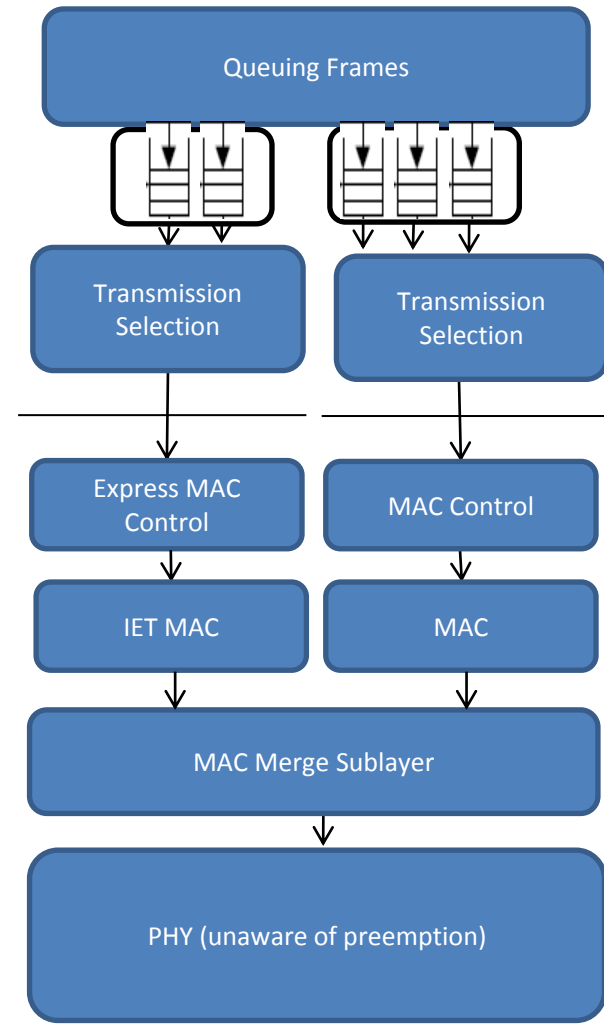 Queuing Frames
Transmission
Selection
Transmission
Selection
Express MAC
Control
MAC Control
IET MAC
MAC
MAC Merge Sublayer
PHY (unaware of preemption)